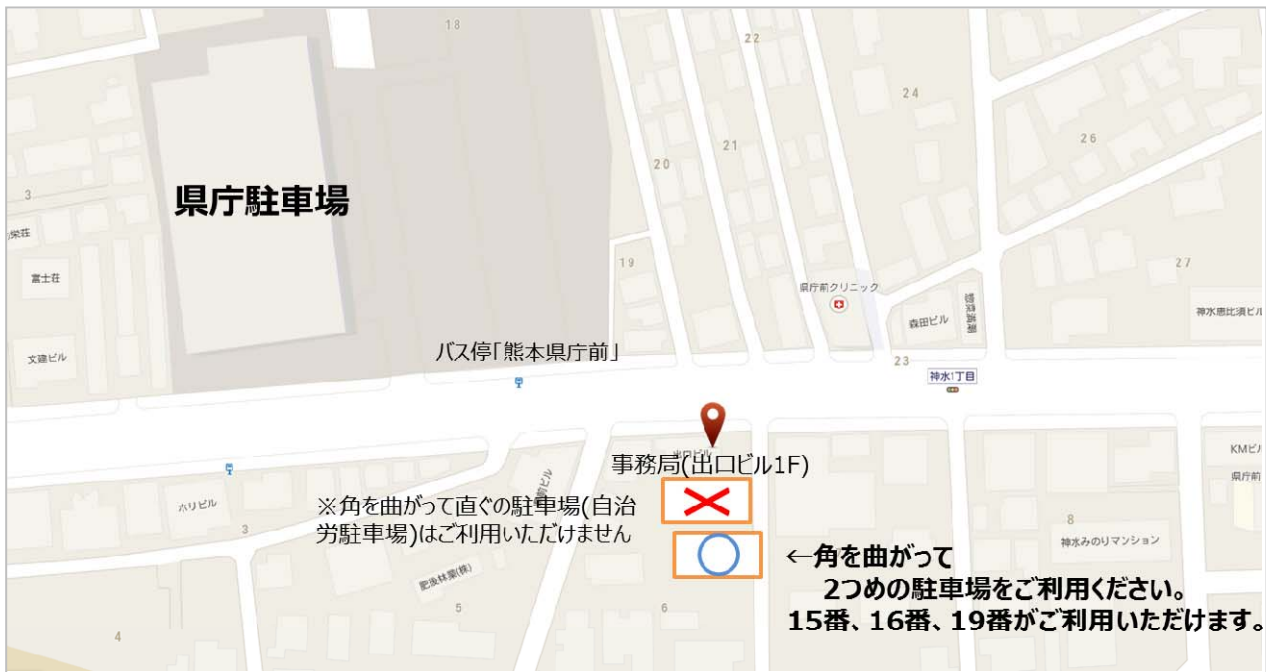 18
22
24
21
26
20
3
県庁駐車場
栄荘
富士荘
19
27
県庁前クリニック
森田ビル
神水恵比須ビル
文建ビル
バス停「熊本県庁前」
23
神水1丁目
出口ビル
事務局(出口ビル1F)
KMビル
県庁前
ホリビル
3
※角を曲がって直ぐの駐車場(自治
労駐車場)はご利用いただけません
8
神水みのりマンション
←角を曲がって
2つめの駐車場をご利用ください。
15番、16番、19番がご利用いただけます。
肥後林業(株)
5
6
4